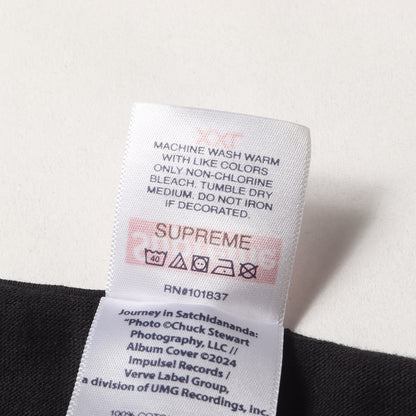 XXL
MACHINE WASH WARM
WITH LIKE COLORS
ONLY NON-CHLORINE
BLEACH. TUMBLE DRY
MEDIUM. DO NOT IRON
IF DECORATED.
SUPREME
Supreme
40
RN#101837
Journey in Satchidananda:
"Photo ©Chuck Stewart
Photography, LLC //
Album Cover ©2024
Impulse! Records /
Verve Label Group,
a division of UMG Recordings, Inc.